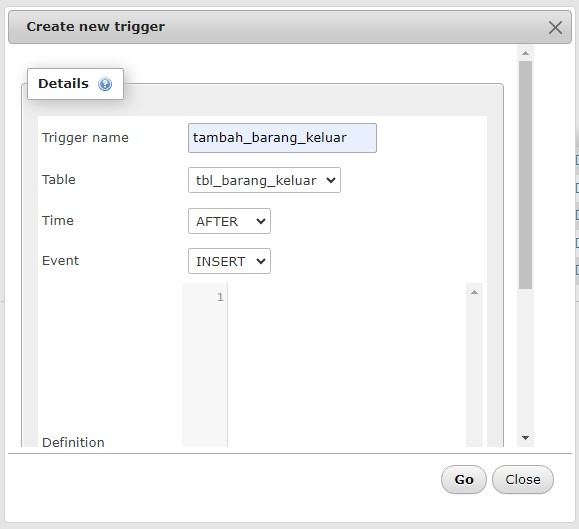 Create new trigger
Details
Trigger name tambah_barang_keluar
Table tbl_barang_keluar
Time AFTER
Event INSERT
1
Definition
Go Close